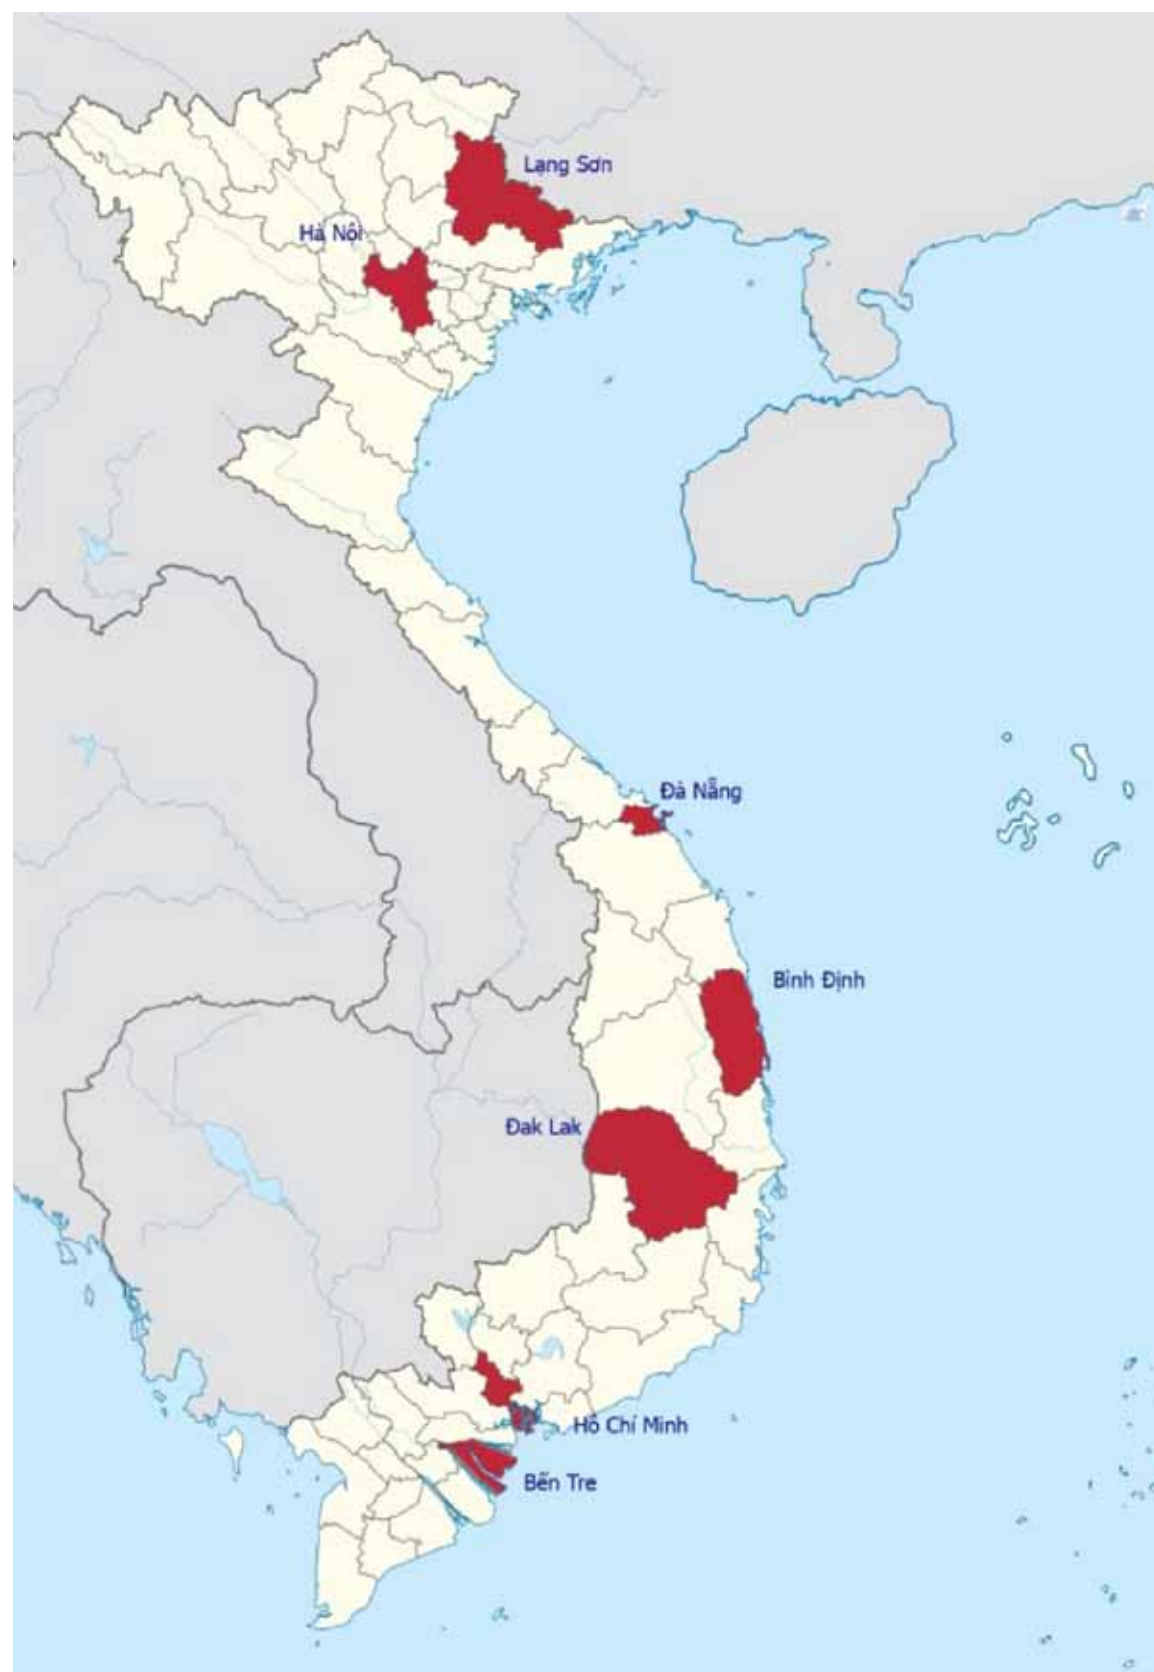 Lạng Sơn
Hà Nội
Đà Nẵng
Bình Định
Đak Lak
Hồ Chí Minh
Bến Tre